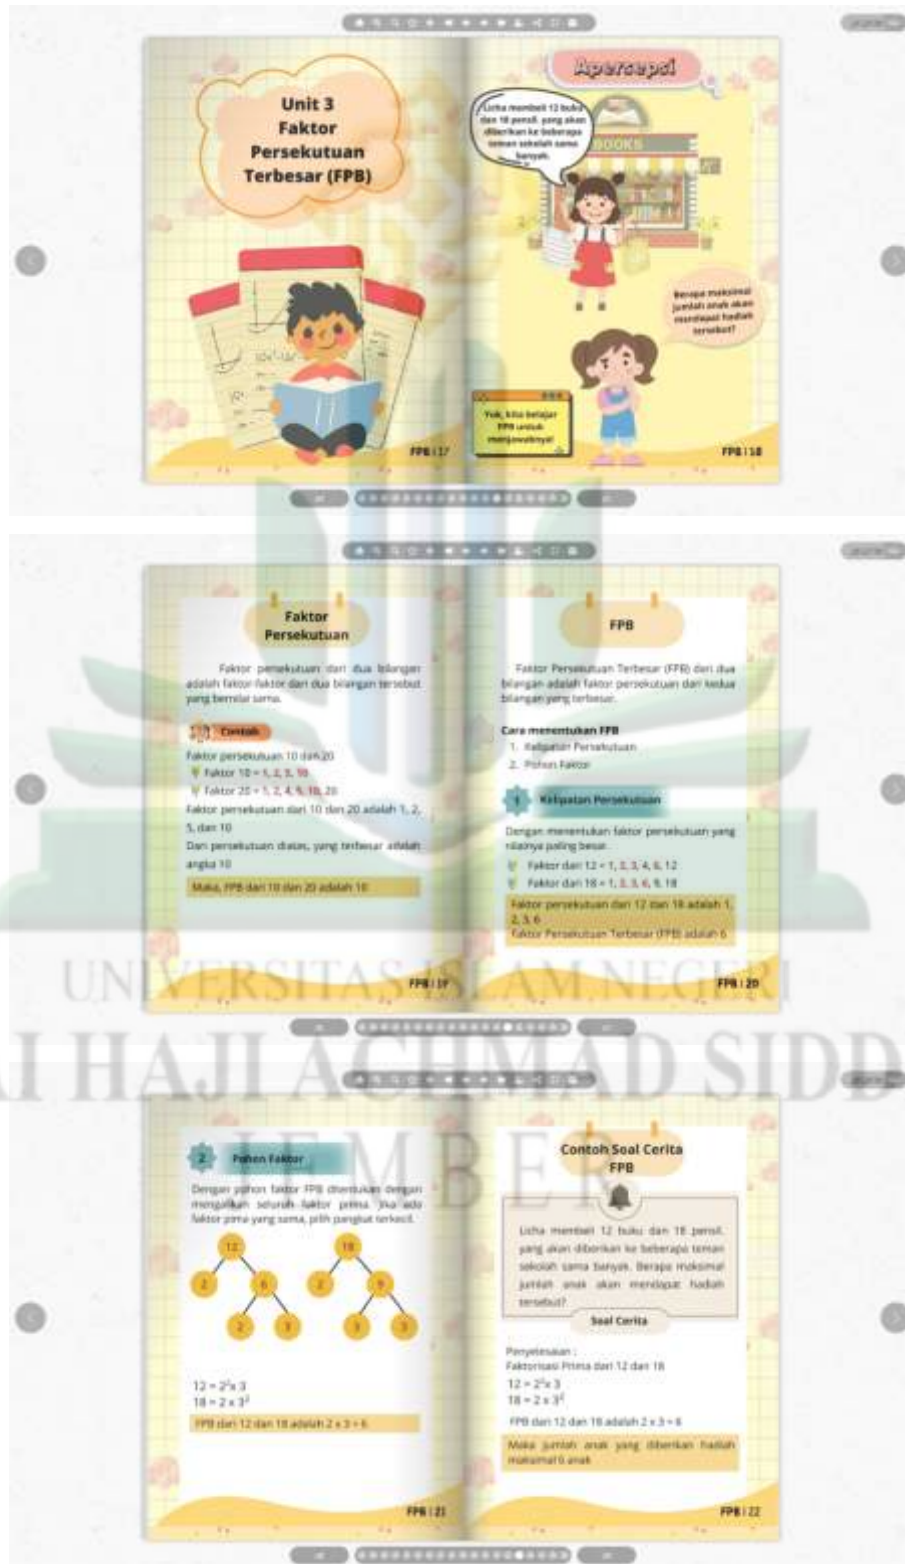 Unit 3
Faktor
Persekutuan
Terbesar (FPB)
FPB | 17
Apersepsi
Licha membeli 12 buku
dan 18 pensil. yang akan
diberikan ke beberapa
teman sekolah sama
banyak.
BOOKS
Berapa maksimal
jumlah anak akan
mendapat hadiah
tersebut?
Yuk, kita belajar
FPB untuk
menjawabnya!
FPB | 18
Faktor
Persekutuan
Faktor persekutuan dari dua bilangan
adalah faktor-faktor dari dua bilangan tersebut
yang bernilai sama.
Contoh
Faktor persekutuan 10 dan 20
Faktor 10 = 1, 2, 5, 10
Faktor 20 = 1, 2, 4, 5, 10, 20
Faktor persekutuan dari 10 dan 20 adalah 1, 2,
5, dan 10
Dari persekutuan diatas, yang terbesar adalah
angka 10
Maka, FPB dari 10 dan 20 adalah 10
FPB | 19
FPB
Faktor Persekutuan Terbesar (FPB) dari dua
bilangan adalah faktor persekutuan dari kedua
bilangan yang terbesar.
Cara menentukan FPB
1. Kelipatan Persekutuan
2. Pohon Faktor
1 Kelipatan Persekutuan
Dengan menentukan faktor persekutuan yang
nilainya paling besar.
Faktor dari 12 = 1, 2, 3, 4, 6, 12
Faktor dari 18 = 1, 2, 3, 6, 9, 18
Faktor persekutuan dari 12 dan 18 adalah 1,
2, 3, 6
Faktor Persekutuan Terbesar (FPB) adalah 6
FPB | 20
UNIVERSITAS ISLAM NEGERI
AI HAJI ACHMAD SIDD
JEMBER
2 Pohon Faktor
Dengan pohon faktor FPB ditentukan dengan
mengalikan seluruh faktor prima. Jika ada
faktor pima yang sama, pilih pangkat terkecil.
12 18
2 6 2 9
2 3 3 3
12 = 2² x 3
18 = 2 x 3²
FPB dari 12 dan 18 adalah 2 x 3 = 6
FPB | 21
Contoh Soal Cerita
FPB
Licha membeli 12 buku dan 18 pensil.
yang akan diberikan ke beberapa teman
sekolah sama banyak. Berapa maksimal
jumlah anak akan mendapat hadiah
tersebut?
Soal Cerita
Penyelesaian :
Faktorisasi Prima dari 12 dan 18
12 = 2² x 3
18 = 2 x 3²
FPB dari 12 dan 18 adalah 2 x 3 = 6
Maka jumlah anak yang diberikan hadiah
maksimal 6 anak
FPB | 22